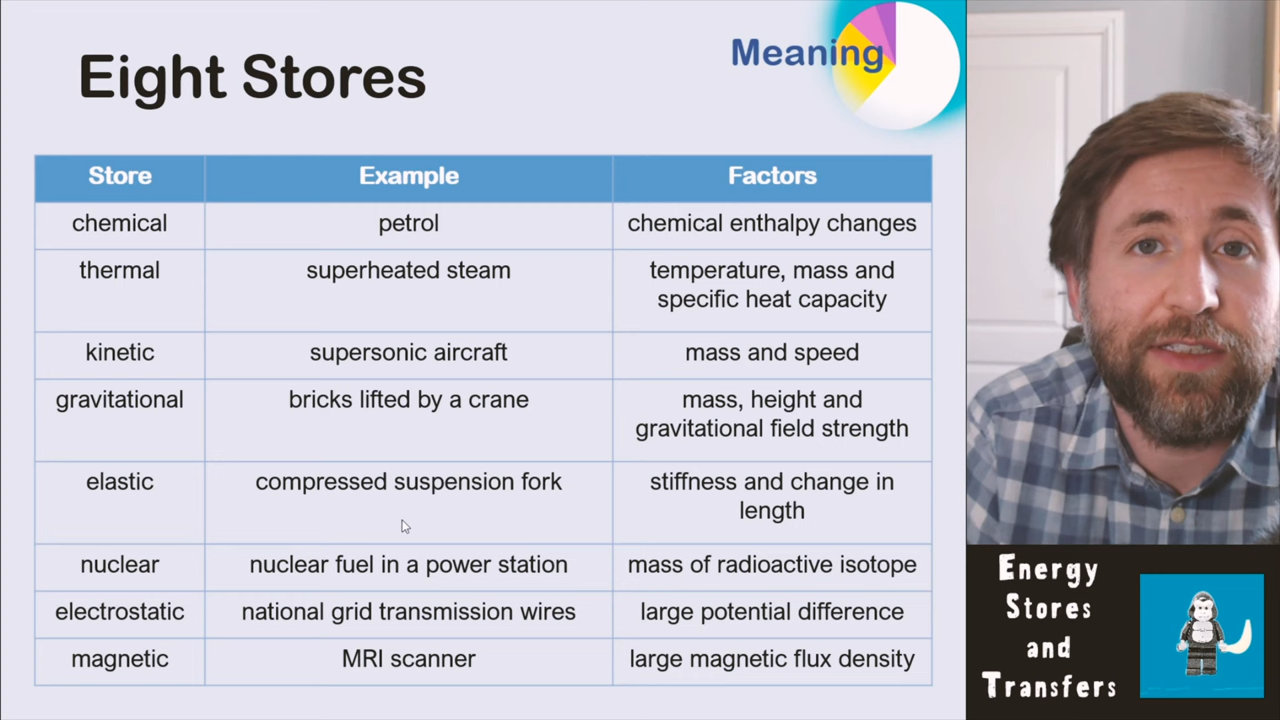 Eight Stores
Meaning
Store Example Factors
chemical petrol chemical enthalpy changes
thermal superheated steam temperature, mass and
specific heat capacity
kinetic supersonic aircraft mass and speed
gravitational bricks lifted by a crane mass, height and
gravitational field strength
elastic compressed suspension fork stiffness and change in
length
nuclear nuclear fuel in a power station mass of radioactive isotope
electrostatic national grid transmission wires large potential difference
magnetic MRI scanner large magnetic flux density
Energy
Stores
and
Transfers